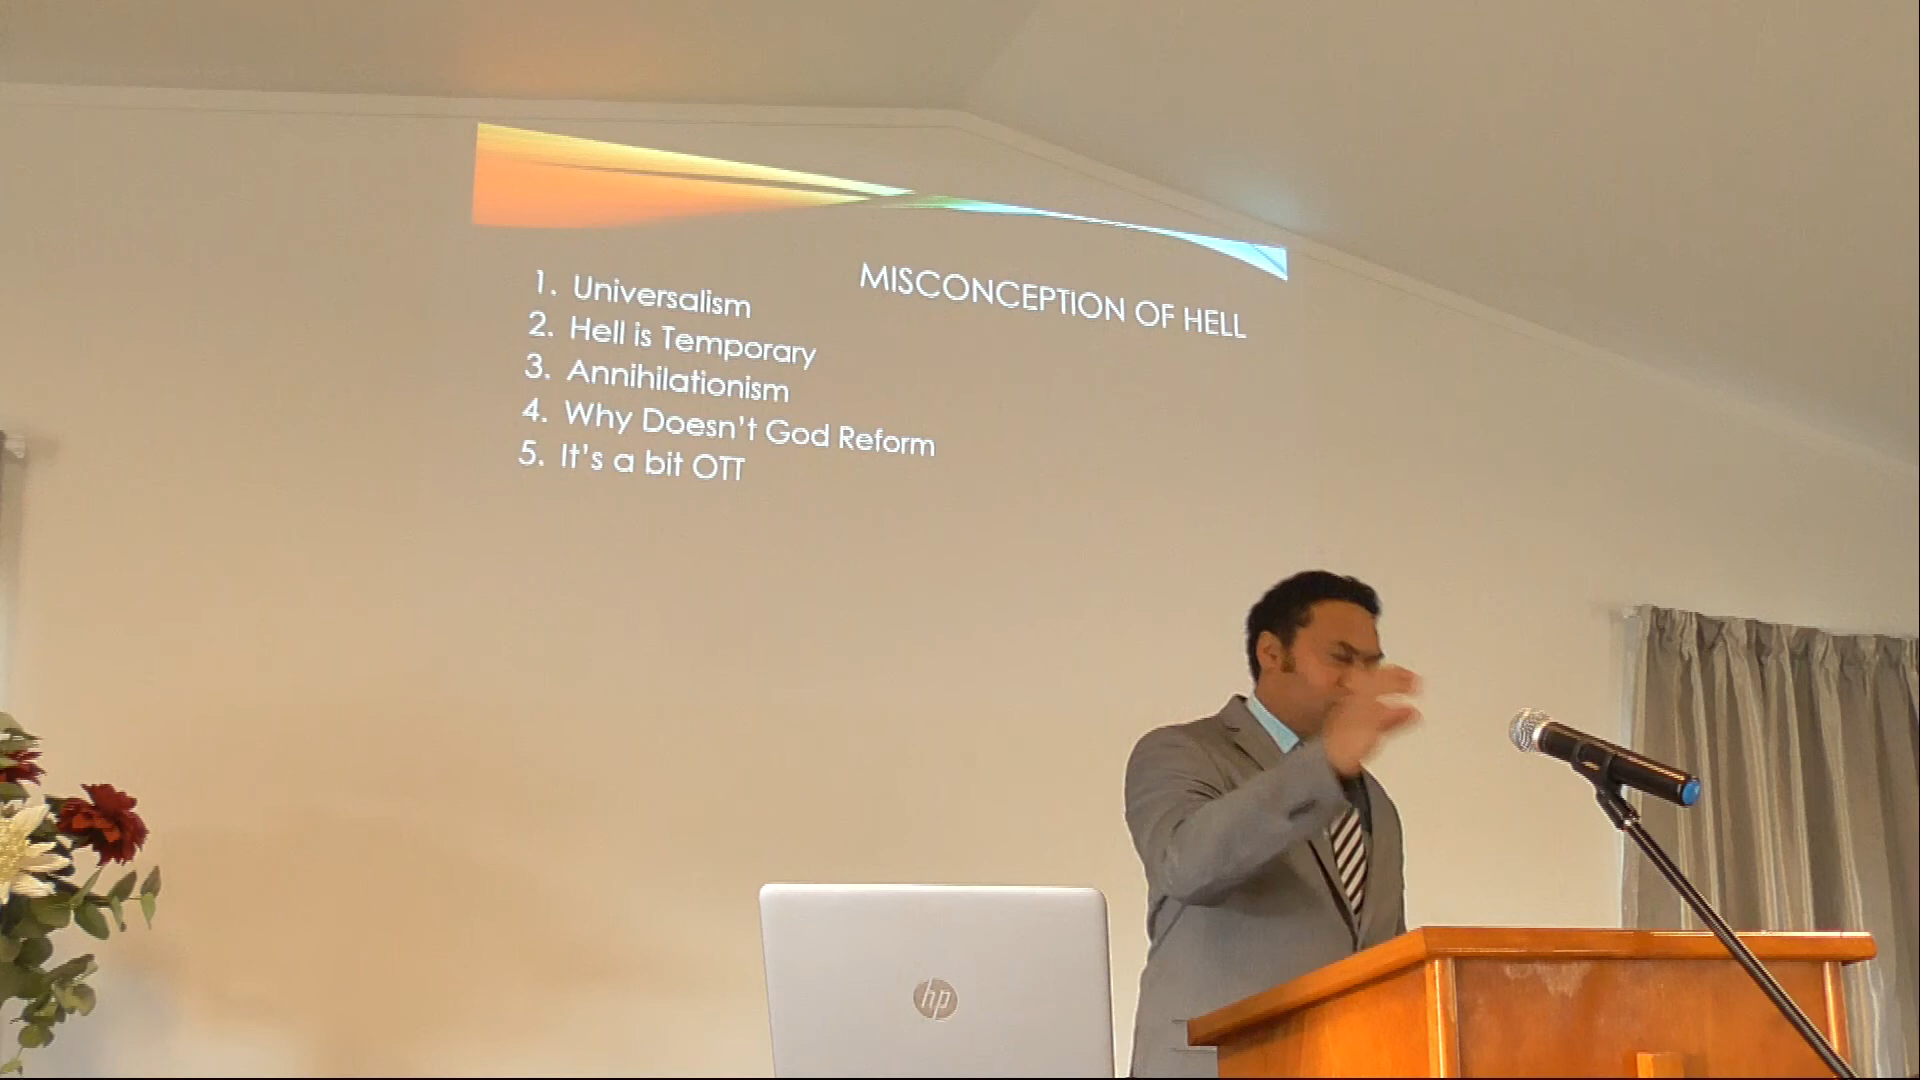 MISCONCEPTION OF HELL
1. Universalism
2. Hell is Temporary
3. Annihilationism
4. Why Doesn't God Reform
5. It's a bit OTT
hp